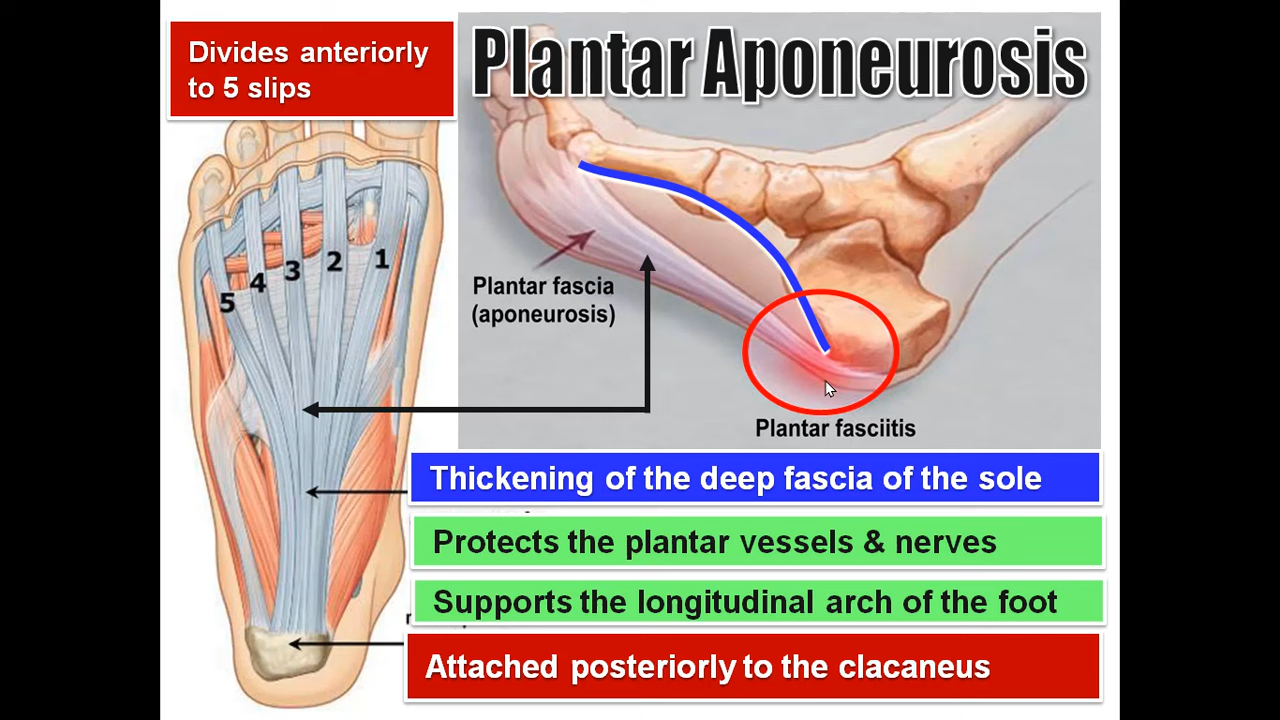 Divides anteriorly
to 5 slips
Plantar Aponeurosis
1
2
3
4
5
Plantar fascia
(aponeurosis)
Plantar fasciitis
Thickening of the deep fascia of the sole
Protects the plantar vessels & nerves
Supports the longitudinal arch of the foot
Attached posteriorly to the clacaneus